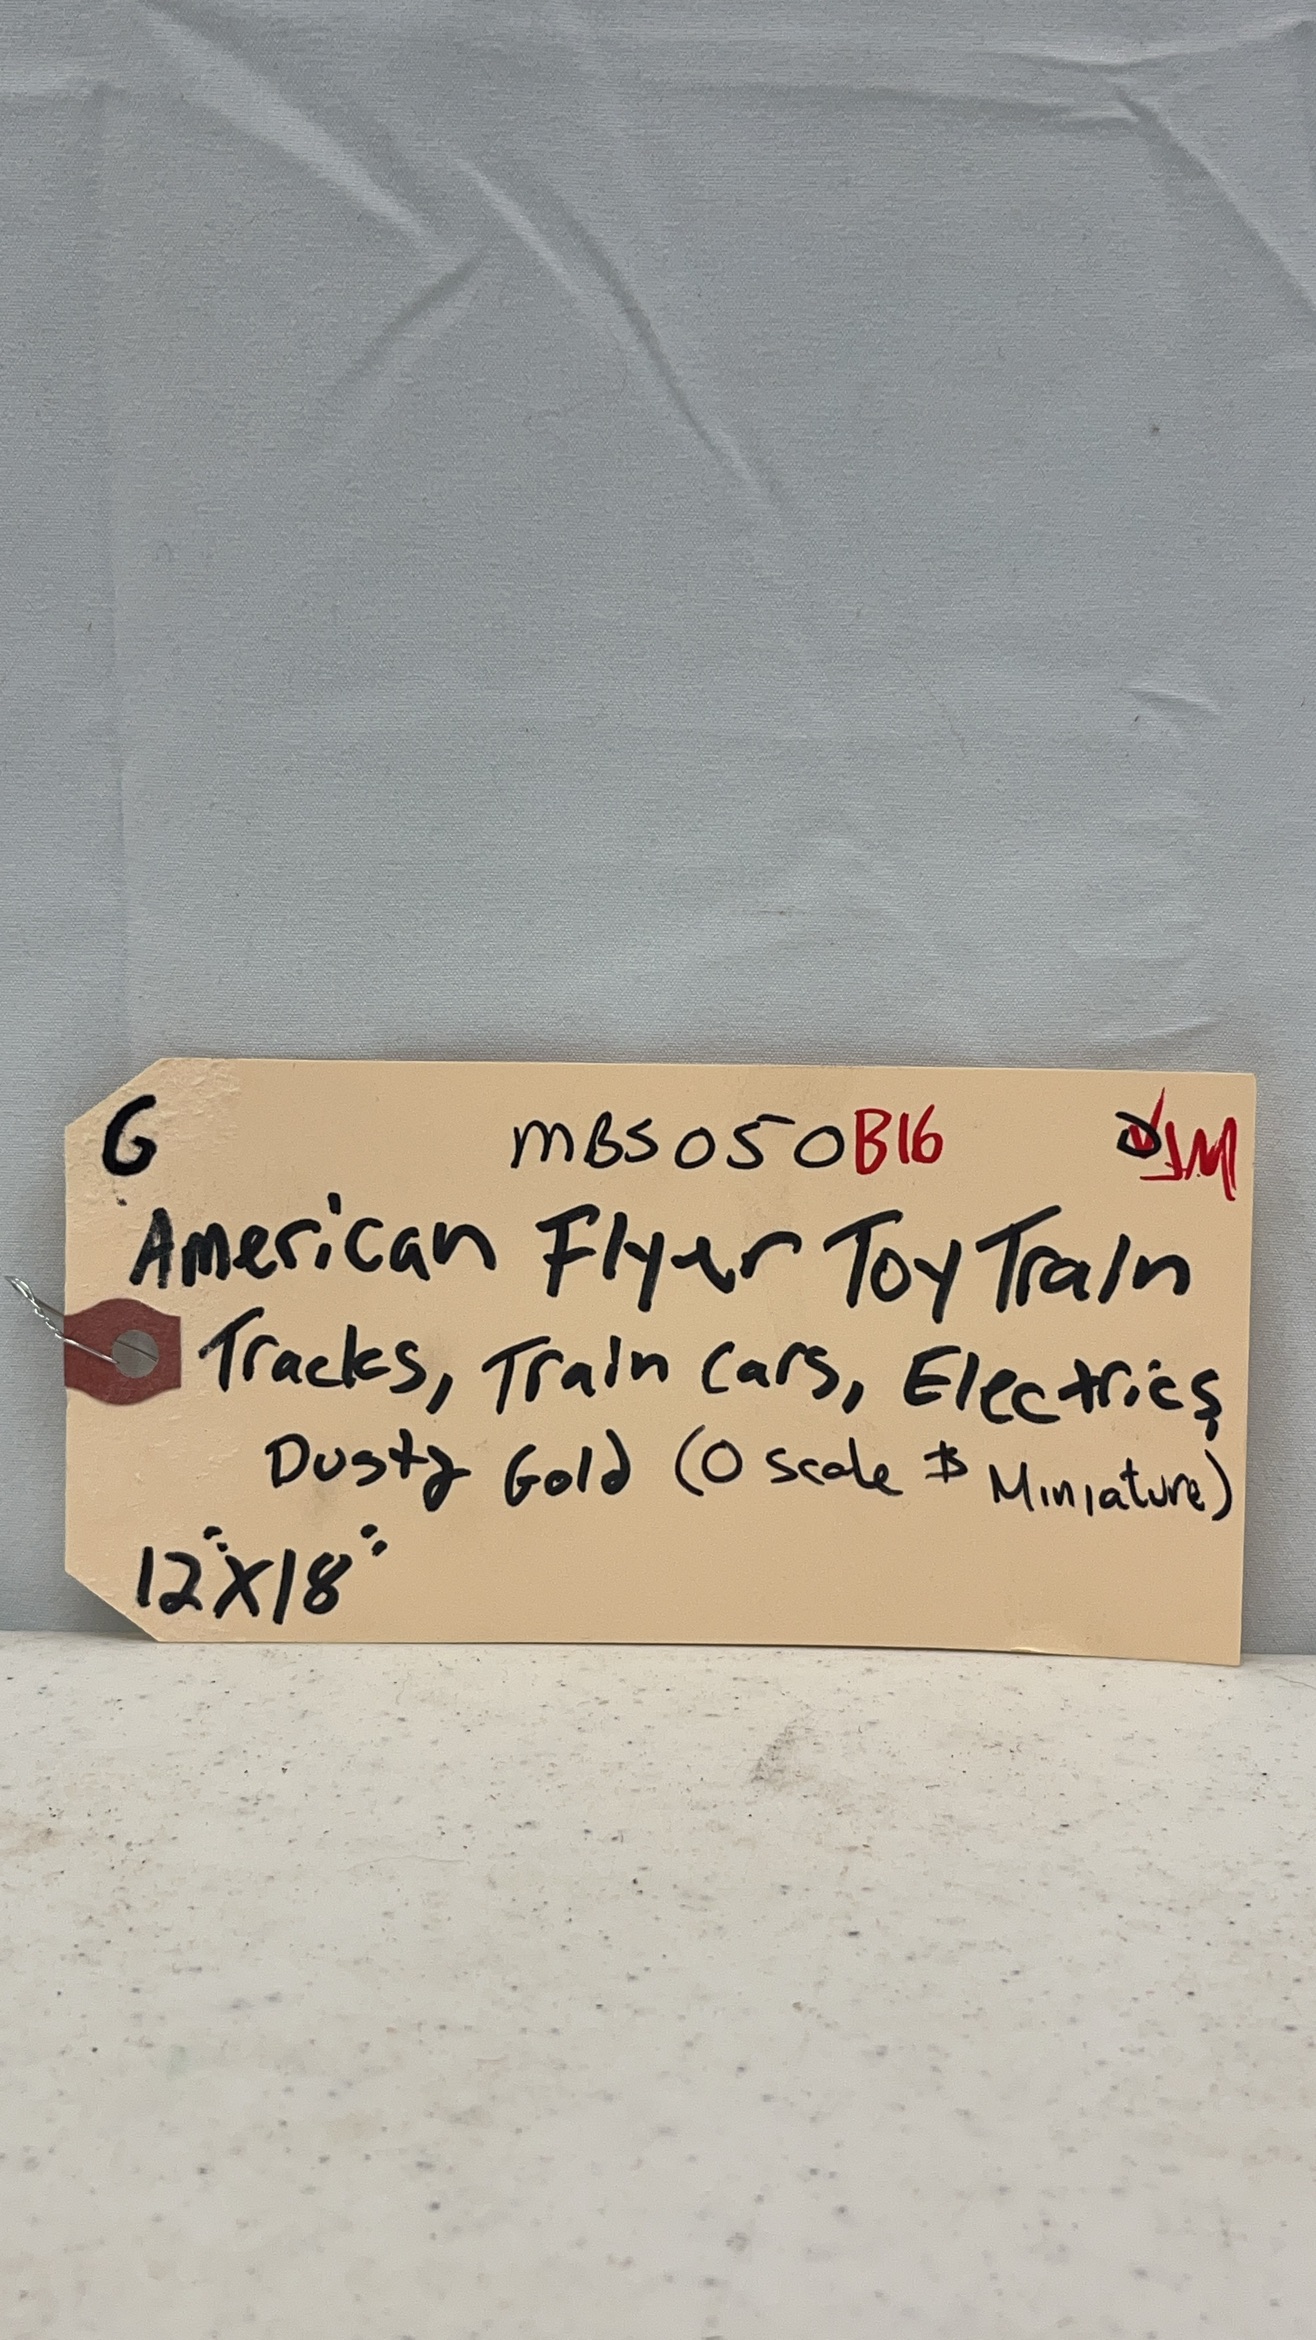 G MBS050B16
American Flyer Toy Train
Tracks, Train Cars, Electrics,
Dusty Gold (O Scale & Miniature)
12"X18"